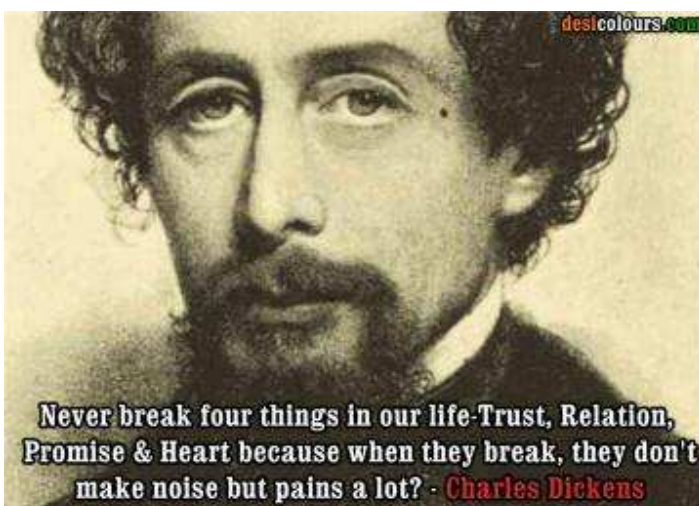 desicolours.com
Never break four things in our life-Trust, Relation,
Promise & Heart because when they break, they don't
make noise but pains a lot? - Charles Dickens